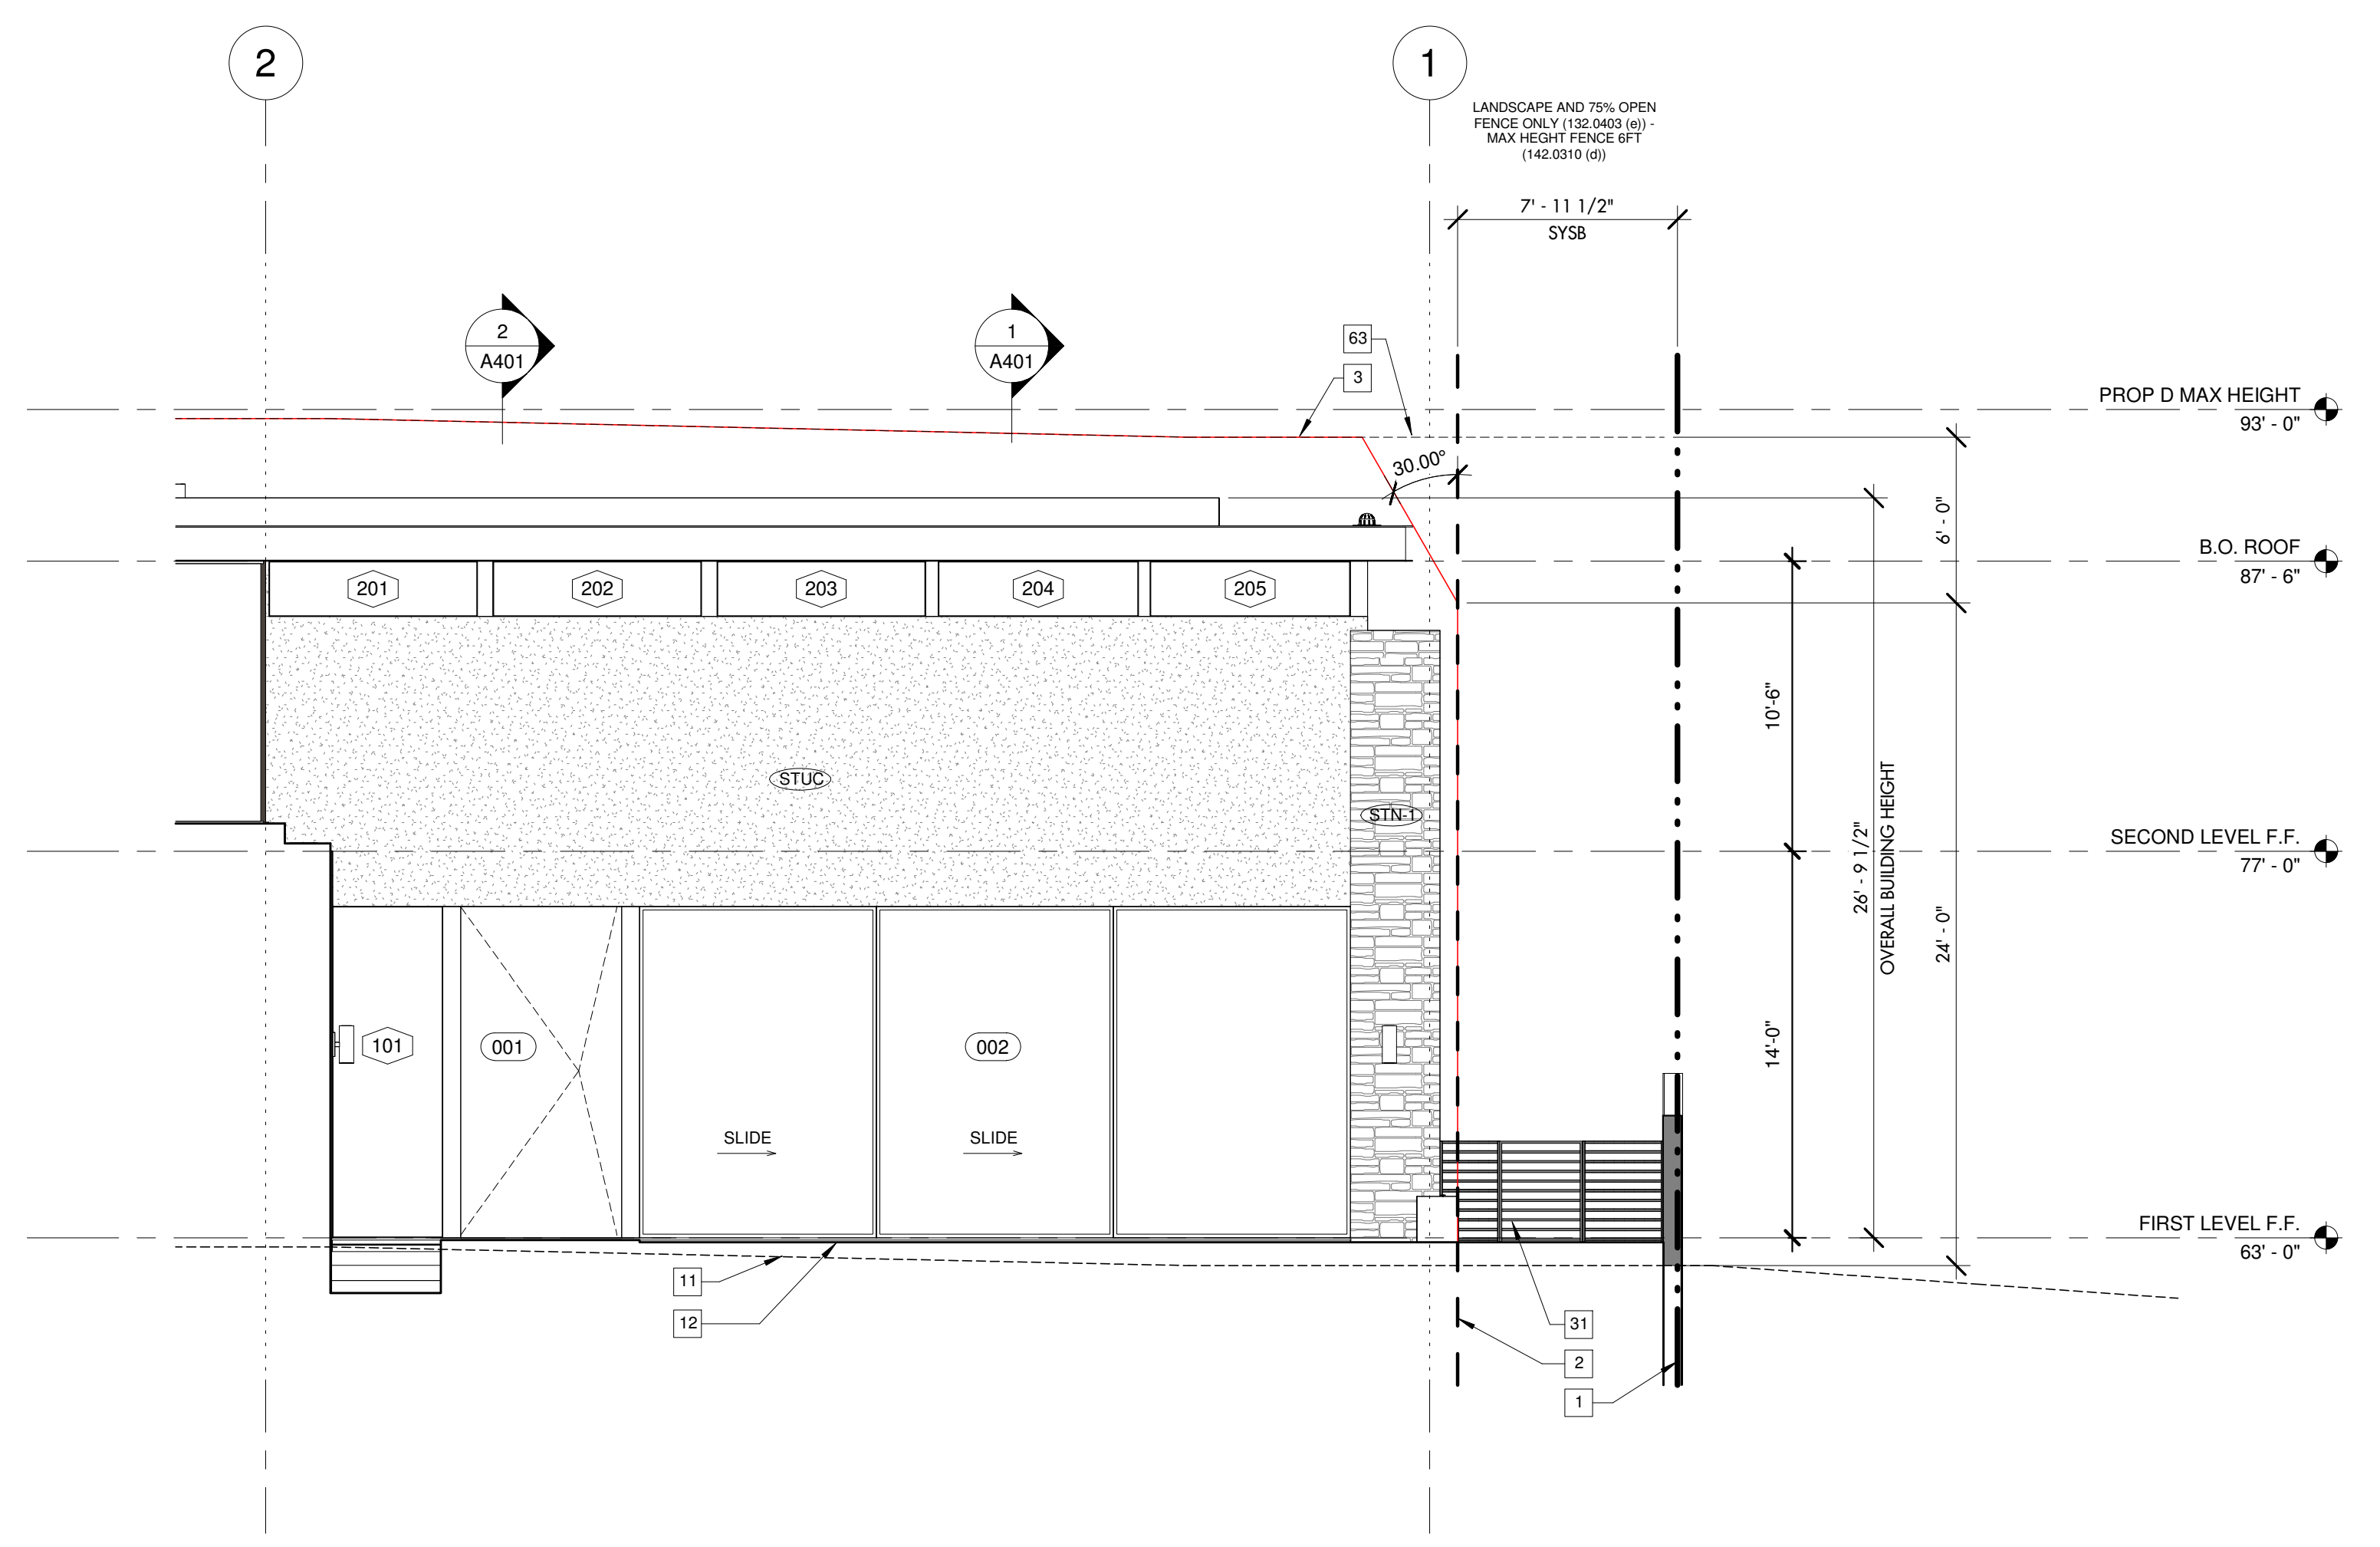 2
1
LANDSCAPE AND 75% OPEN
FENCE ONLY (132.0403 (e)) -
MAX HEGHT FENCE 6FT
(142.0310 (d))
7' - 11 1/2"
SYSB
2
A401
1
A401
63
3
PROP D MAX HEIGHT
93' - 0"
30.00°
6' - 0"
B.O. ROOF
87' - 6"
201
202
203
204
205
10'-6"
STUC
STN-1
SECOND LEVEL F.F.
77' - 0"
26' - 9 1/2"
OVERALL BUILDING HEIGHT
24' - 0"
14'-0"
101
001
002
SLIDE
SLIDE
FIRST LEVEL F.F.
63' - 0"
11
12
31
2
1